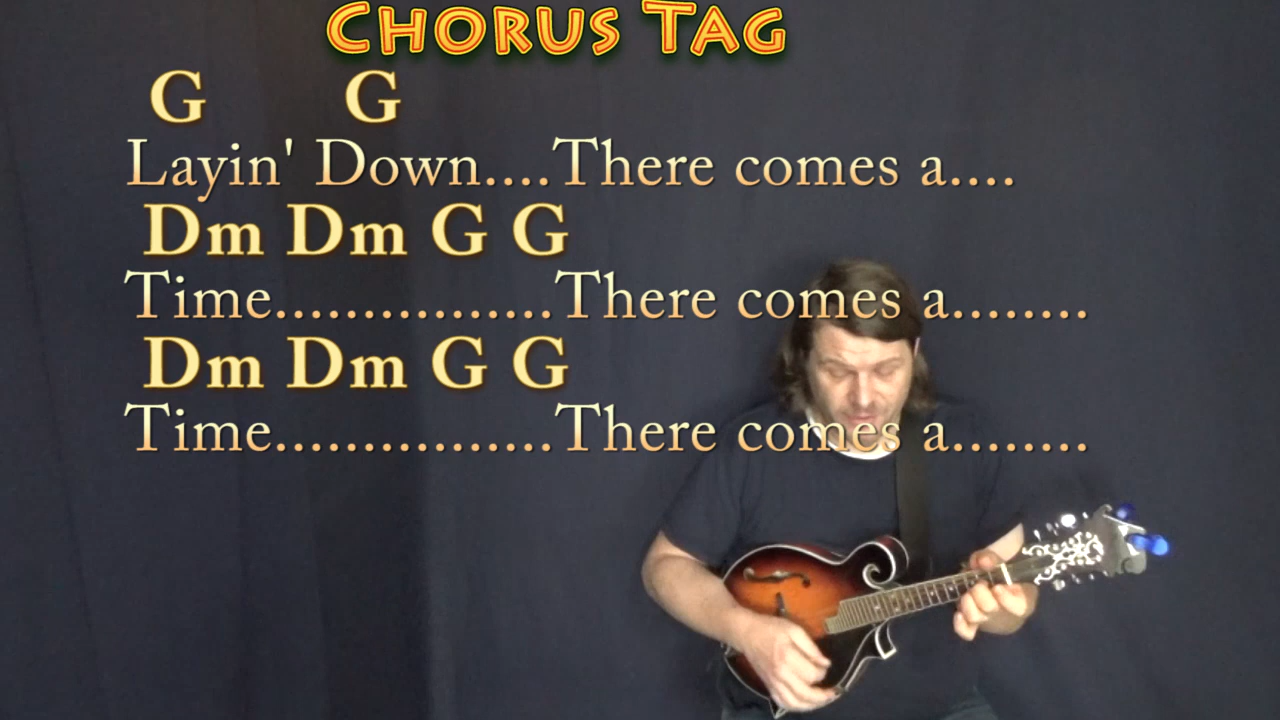 CHORUS TAG
G G
Layin' Down....There comes a....
Dm Dm G G
Time................There comes a........
Dm Dm G G
Time................There comes a........